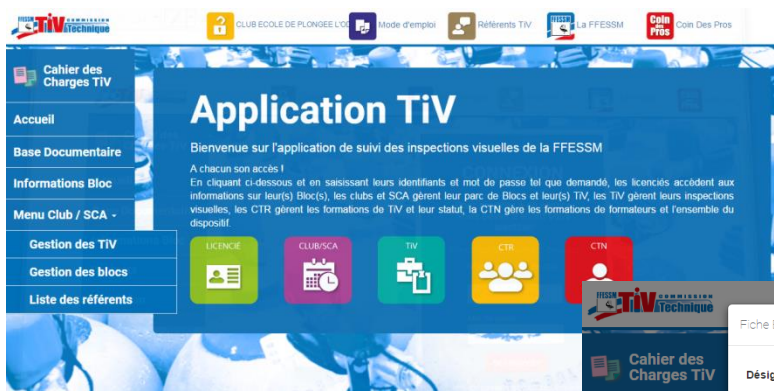 FFESSM TiV COMMISSION Technique
CLUB ECOLE DE PLONGEE L'O
Mode d'emploi
Référents TIV
La FFESSM
Coin des Pros
Coin Des Pros
Cahier des
Charges TiV
Accueil
Base Documentaire
Informations Bloc
Menu Club / SCA -
Gestion des TiV
Gestion des blocs
Liste des référents
Application TiV
Bienvenue sur l'application de suivi des inspections visuelles de la FFESSM
A chacun son accès !
En cliquant ci-dessous et en saisissant leurs identifiants et mot de passe tel que demandé, les licenciés accèdent aux
informations sur leur(s) Bloc(s), les clubs et SCA gèrent leur parc de Blocs et leur(s) TiV, les TiV gèrent leurs inspections
visuelles, les CTR gèrent les formations de TiV et leur statut, la CTN gère les formations de formateurs et l'ensemble du
dispositif.
LICENCIÉ
CLUB/SCA
TIV
CTR
CTN
FFESSM TiV COMMISSION Technique
Fiche
Cahier des
Charges TiV
Désig